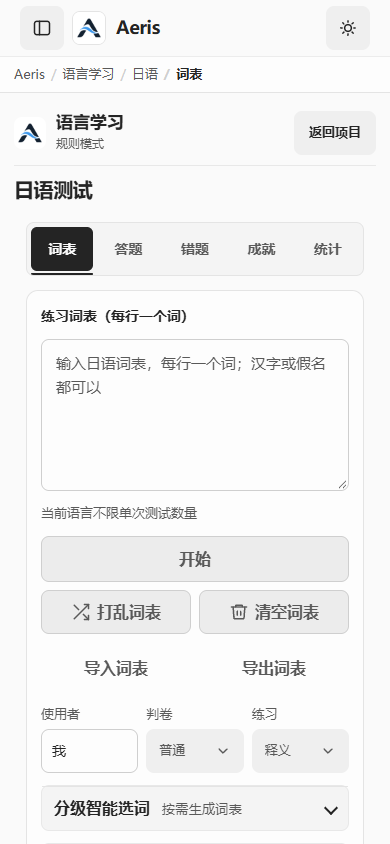 Aeris
Aeris / 语言学习 / 日语 / 词表
语言学习
规则模式
返回项目
日语测试
词表 答题 错题 成就 统计
练习词表（每行一个词）
输入日语词表，每行一个词；汉字或假名
都可以
当前语言不限单次测试数量
开始
打乱词表 清空词表
导入词表 导出词表
使用者 判卷 练习
我 普通 释义
分级智能选词 按需生成词表